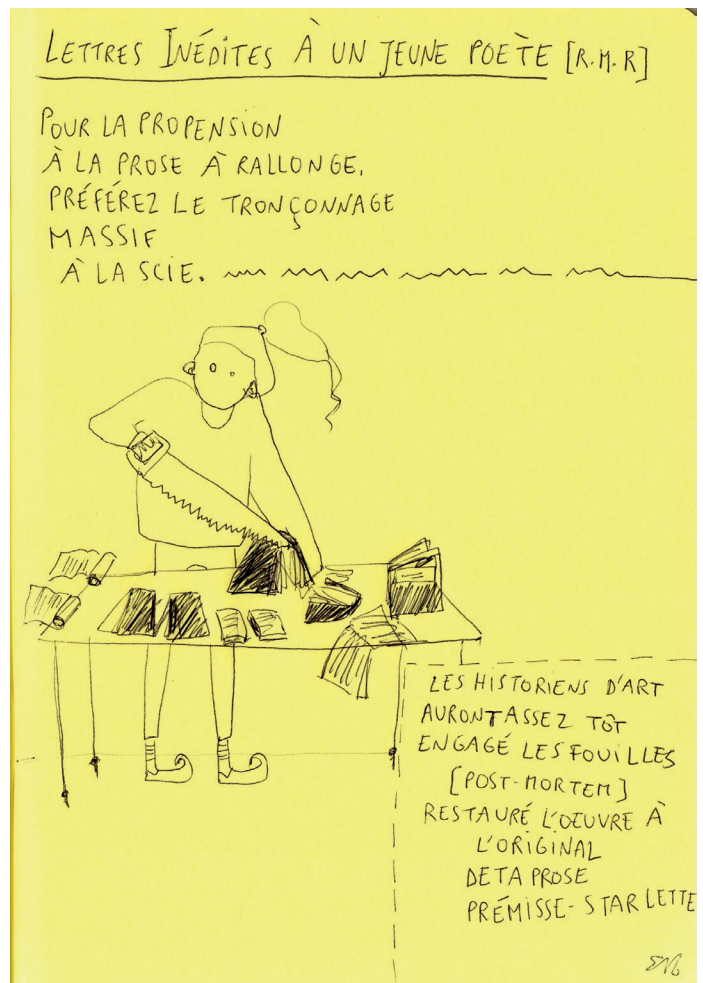 LETTRES INÉDITES À UN JEUNE POÈTE [R.M.R]
POUR LA PROPENSION
À LA PROSE À RALLONGE,
PRÉFÉREZ LE TRONÇONNAGE
MASSIF
À LA SCIE.
LES HISTORIENS D'ART
AURONT ASSEZ TÔT
ENGAGÉ LES FOUILLES
[POST-MORTEM]
RESTAURÉ L'ŒUVRE À
L'ORIGINAL
DE TA PROSE
PRÉMISSE-STARLETTE